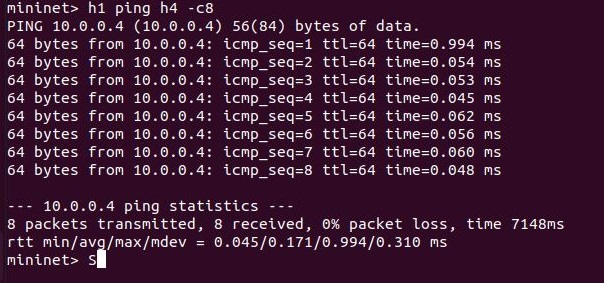 mininet> h1 ping h4 -c8
PING 10.0.0.4 (10.0.0.4) 56(84) bytes of data.
64 bytes from 10.0.0.4: icmp_seq=1 ttl=64 time=0.994 ms
64 bytes from 10.0.0.4: icmp_seq=2 ttl=64 time=0.054 ms
64 bytes from 10.0.0.4: icmp_seq=3 ttl=64 time=0.053 ms
64 bytes from 10.0.0.4: icmp_seq=4 ttl=64 time=0.045 ms
64 bytes from 10.0.0.4: icmp_seq=5 ttl=64 time=0.062 ms
64 bytes from 10.0.0.4: icmp_seq=6 ttl=64 time=0.056 ms
64 bytes from 10.0.0.4: icmp_seq=7 ttl=64 time=0.060 ms
64 bytes from 10.0.0.4: icmp_seq=8 ttl=64 time=0.048 ms
--- 10.0.0.4 ping statistics ---
8 packets transmitted, 8 received, 0% packet loss, time 7148ms
rtt min/avg/max/mdev = 0.045/0.171/0.994/0.310 ms
mininet> S